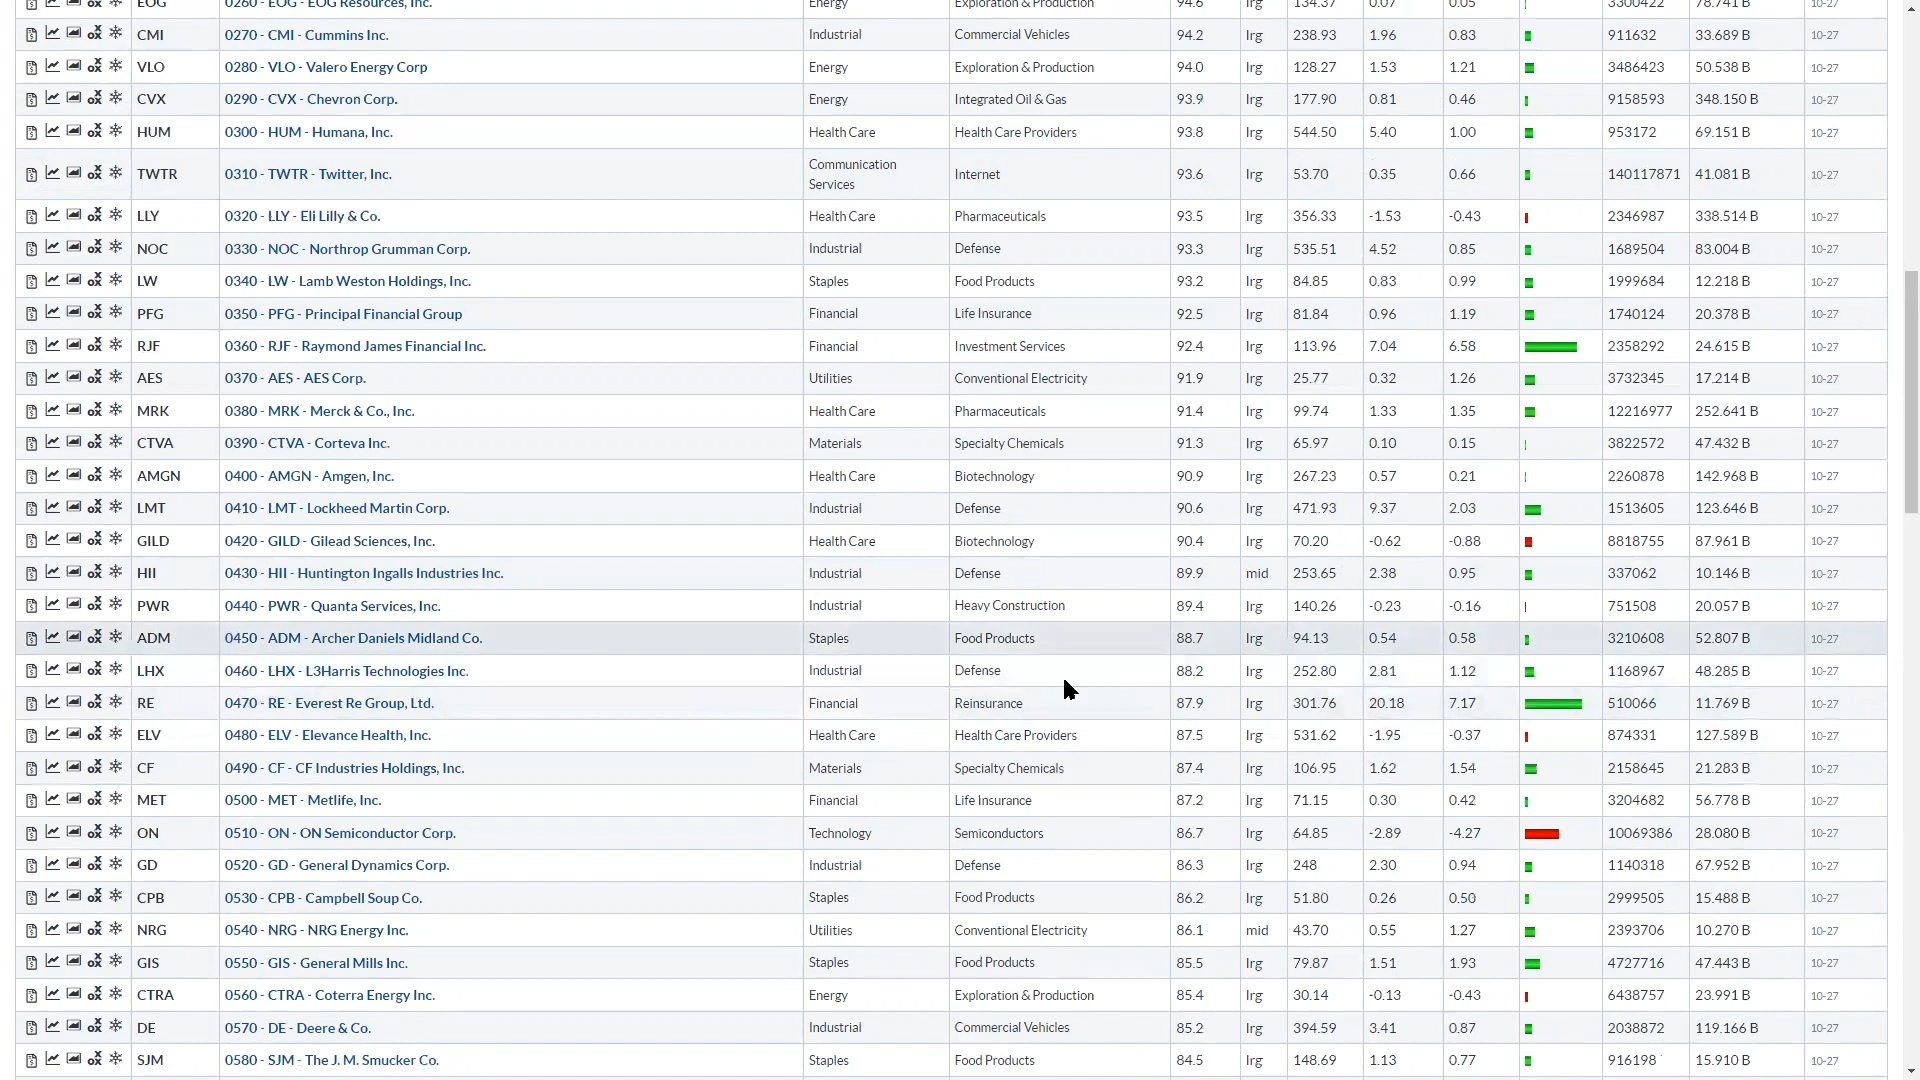 EOG 0260 - EOG - EOG Resources, Inc. Energy Exploration & Production 94.6 lrg 134.37 0.07 0.05 3300422 78.741 B 10-27
CMI 0270 - CMI - Cummins Inc. Industrial Commercial Vehicles 94.2 lrg 238.93 1.96 0.83 911632 33.689 B 10-27
VLO 0280 - VLO - Valero Energy Corp Energy Exploration & Production 94.0 lrg 128.27 1.53 1.21 3486423 50.538 B 10-27
CVX 0290 - CVX - Chevron Corp. Energy Integrated Oil & Gas 93.9 lrg 177.90 0.81 0.46 9158593 348.150 B 10-27
HUM 0300 - HUM - Humana, Inc. Health Care Health Care Providers 93.8 lrg 544.50 5.40 1.00 953172 69.151 B 10-27
TWTR 0310 - TWTR - Twitter, Inc. Communication Services Internet 93.6 lrg 53.70 0.35 0.66 140117871 41.081 B 10-27
LLY 0320 - LLY - Eli Lilly & Co. Health Care Pharmaceuticals 93.5 lrg 356.33 -1.53 -0.43 2346987 338.514 B 10-27
NOC 0330 - NOC - Northrop Grumman Corp. Industrial Defense 93.3 lrg 535.51 4.52 0.85 1689504 83.004 B 10-27
LW 0340 - LW - Lamb Weston Holdings, Inc. Staples Food Products 93.2 lrg 84.85 0.83 0.99 1999684 12.218 B 10-27
PFG 0350 - PFG - Principal Financial Group Financial Life Insurance 92.5 lrg 81.84 0.96 1.19 1740124 20.378 B 10-27
RJF 0360 - RJF - Raymond James Financial Inc. Financial Investment Services 92.4 lrg 113.96 7.04 6.58 2358292 24.615 B 10-27
AES 0370 - AES - AES Corp. Utilities Conventional Electricity 91.9 lrg 25.77 0.32 1.26 3732345 17.214 B 10-27
MRK 0380 - MRK - Merck & Co., Inc. Health Care Pharmaceuticals 91.4 lrg 99.74 1.33 1.35 12216977 252.641 B 10-27
CTVA 0390 - CTVA - Corteva Inc. Materials Specialty Chemicals 91.3 lrg 65.97 0.10 0.15 3822572 47.432 B 10-27
AMGN 0400 - AMGN - Amgen, Inc. Health Care Biotechnology 90.9 lrg 267.23 0.57 0.21 2260878 142.968 B 10-27
LMT 0410 - LMT - Lockheed Martin Corp. Industrial Defense 90.6 lrg 471.93 9.37 2.03 1513605 123.646 B 10-27
GILD 0420 - GILD - Gilead Sciences, Inc. Health Care Biotechnology 90.4 lrg 70.20 -0.62 -0.88 8818755 87.961 B 10-27
HII 0430 - HII - Huntington Ingalls Industries Inc. Industrial Defense 89.9 mid 253.65 2.38 0.95 337062 10.146 B 10-27
PWR 0440 - PWR - Quanta Services, Inc. Industrial Heavy Construction 89.4 lrg 140.26 -0.23 -0.16 751508 20.057 B 10-27
ADM 0450 - ADM - Archer Daniels Midland Co. Staples Food Products 88.7 lrg 94.13 0.54 0.58 3210608 52.807 B 10-27
LHX 0460 - LHX - L3Harris Technologies Inc. Industrial Defense 88.2 lrg 252.80 2.81 1.12 1168967 48.285 B 10-27
RE 0470 - RE - Everest Re Group, Ltd. Financial Reinsurance 87.9 lrg 301.76 20.18 7.17 510066 11.769 B 10-27
ELV 0480 - ELV - Elevance Health, Inc. Health Care Health Care Providers 87.5 lrg 531.62 -1.95 -0.37 874331 127.589 B 10-27
CF 0490 - CF - CF Industries Holdings, Inc. Materials Specialty Chemicals 87.4 lrg 106.95 1.62 1.54 2158645 21.283 B 10-27
MET 0500 - MET - Metlife, Inc. Financial Life Insurance 87.2 lrg 71.15 0.30 0.42 3204682 56.778 B 10-27
ON 0510 - ON - ON Semiconductor Corp. Technology Semiconductors 86.7 lrg 64.85 -2.89 -4.27 10069386 28.080 B 10-27
GD 0520 - GD - General Dynamics Corp. Industrial Defense 86.3 lrg 248 2.30 0.94 1140318 67.952 B 10-27
CPB 0530 - CPB - Campbell Soup Co. Staples Food Products 86.2 lrg 51.80 0.26 0.50 2999505 15.488 B 10-27
NRG 0540 - NRG - NRG Energy Inc. Utilities Conventional Electricity 86.1 mid 43.70 0.55 1.27 2393706 10.270 B 10-27
GIS 0550 - GIS - General Mills Inc. Staples Food Products 85.5 lrg 79.87 1.51 1.93 4727716 47.443 B 10-27
CTRA 0560 - CTRA - Coterra Energy Inc. Energy Exploration & Production 85.4 lrg 30.14 -0.13 -0.43 6438757 23.991 B 10-27
DE 0570 - DE - Deere & Co. Industrial Commercial Vehicles 85.2 lrg 394.59 3.41 0.87 2038872 119.166 B 10-27
SJM 0580 - SJM - The J. M. Smucker Co. Staples Food Products 84.5 lrg 148.69 1.13 0.77 916198 15.910 B 10-27